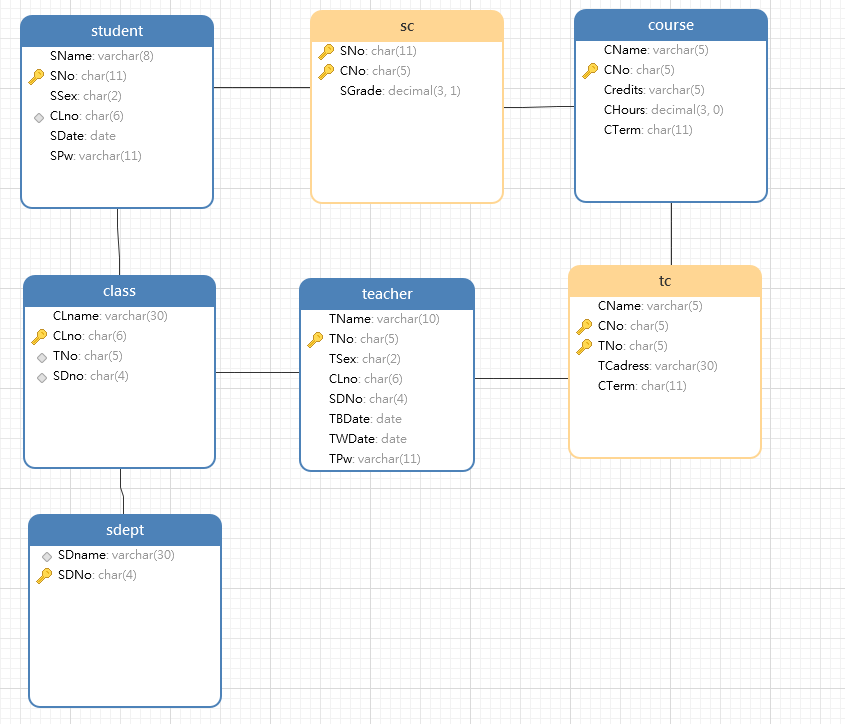 student
SName: varchar(8)
SNo: char(11)
SSex: char(2)
CLno: char(6)
SDate: date
SPw: varchar(11)
sc
SNo: char(11)
CNo: char(5)
SGrade: decimal(3, 1)
course
CName: varchar(5)
CNo: char(5)
Credits: varchar(5)
CHours: decimal(3, 0)
CTerm: char(11)
class
CLname: varchar(30)
CLno: char(6)
TNo: char(5)
SDno: char(4)
teacher
TName: varchar(10)
TNo: char(5)
TSex: char(2)
CLno: char(6)
SDNo: char(4)
TBDate: date
TWDate: date
TPw: varchar(11)
tc
CName: varchar(5)
CNo: char(5)
TNo: char(5)
TCadress: varchar(30)
CTerm: char(11)
sdept
SDname: varchar(30)
SDNo: char(4)